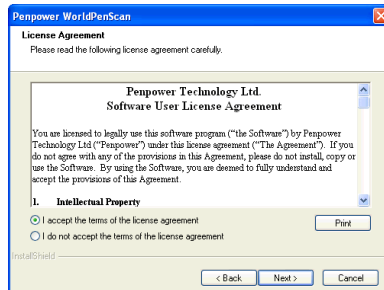 Penpower WorldPenScan
License Agreement
Please read the following license agreement carefully.
Penpower Technology Ltd.
Software User License Agreement
You are licensed to legally use this software program (“the Software”) by Penpower
Technology Ltd (“Penpower”) under this license agreement (“The Agreement”). If you
do not agree with any of the provisions in this Agreement, please do not install, copy or
use the Software. By using the Software, you are deemed to fully understand and
accept the provisions of this Agreement.
1. Intellectual Property
I accept the terms of the license agreement
Print
I do not accept the terms of the license agreement
InstallShield
< Back
Next >
Cancel